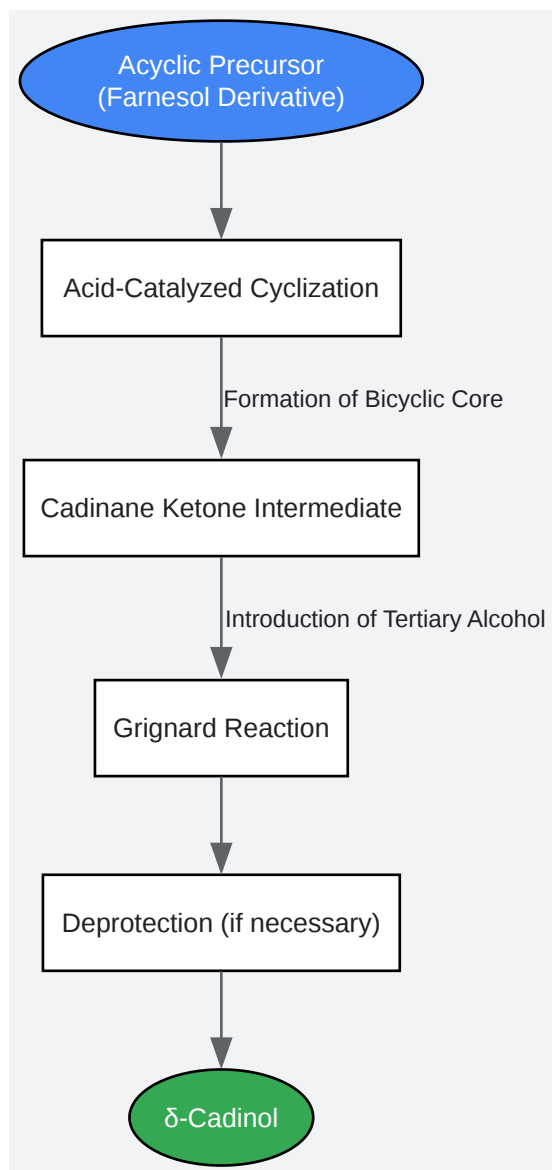 Acyclic Precursor
(Farnesol Derivative)
Acid-Catalyzed Cyclization
Formation of Bicyclic Core
Cadinane Ketone Intermediate
Introduction of Tertiary Alcohol
Grignard Reaction
Deprotection (if necessary)
δ-Cadinol